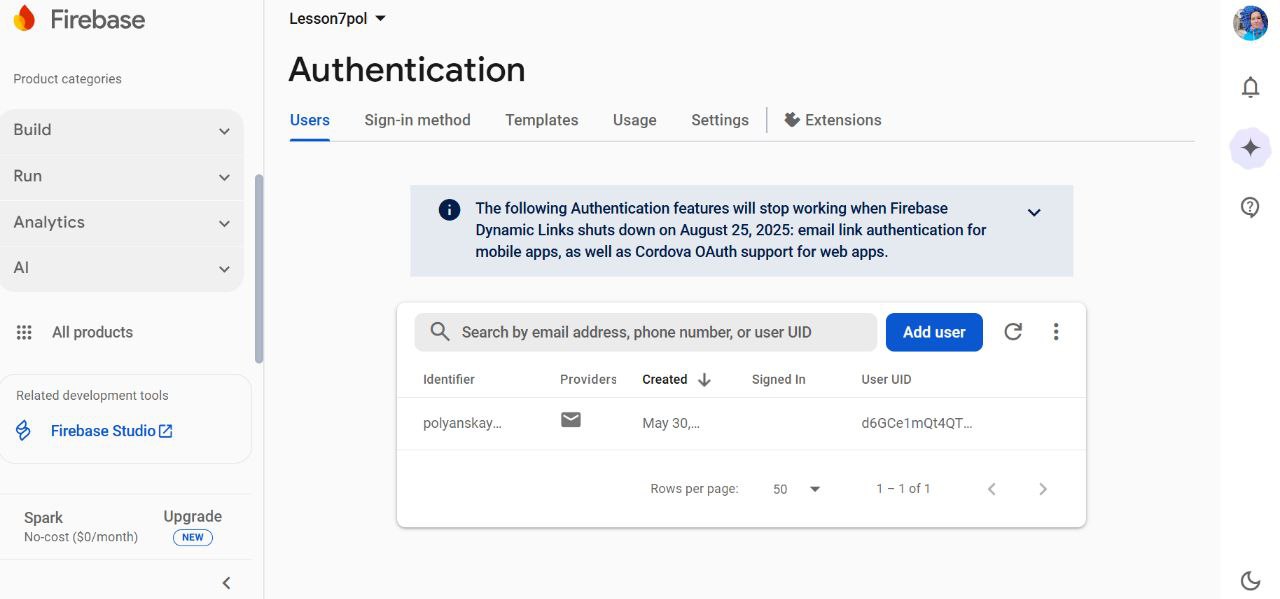 Firebase
Product categories
Build
Run
Analytics
AI
All products
Related development tools
Firebase Studio
Spark
No-cost ($0/month)
Upgrade
NEW
Lesson7pol
Authentication
Users Sign-in method Templates Usage Settings Extensions
The following Authentication features will stop working when Firebase
Dynamic Links shuts down on August 25, 2025: email link authentication for
mobile apps, as well as Cordova OAuth support for web apps.
Search by email address, phone number, or user UID
Add user
Identifier Providers Created Signed In User UID
polyanskay... May 30,... d6GCe1mQt4QT...
Rows per page: 50 1 – 1 of 1